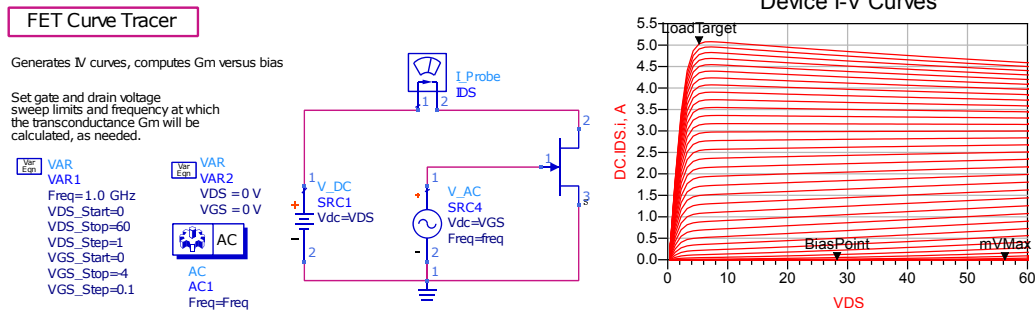 FET Curve Tracer
Generates IV curves, computes Gm versus bias
Set gate and drain voltage
sweep limits and frequency at which
the transconductance Gm will be
calculated, as needed.
Var
Eqn
VAR
VAR1
Freq=1.0 GHz
VDS_Start=0
VDS_Stop=60
VDS_Step=1
VGS_Start=0
VGS_Stop=-4
VGS_Step=0.1
Var
Eqn
VAR
VAR2
VDS =0 V
VGS =0 V
AC
AC
AC1
Freq=Freq
I_Probe
IDS
1 2
1
V_DC
SRC1
Vdc=VDS
+
-
2
1
V_AC
SRC4
Vdc=VGS
Freq=freq
+
-
2
1
2
1
3
Device I-V Curves
DC.IDS.i, A
5.5
5.0
4.5
4.0
3.5
3.0
2.5
2.0
1.5
1.0
0.5
0.0
LoadTarget
BiasPoint
mVMax
0 10 20 30 40 50 60
VDS